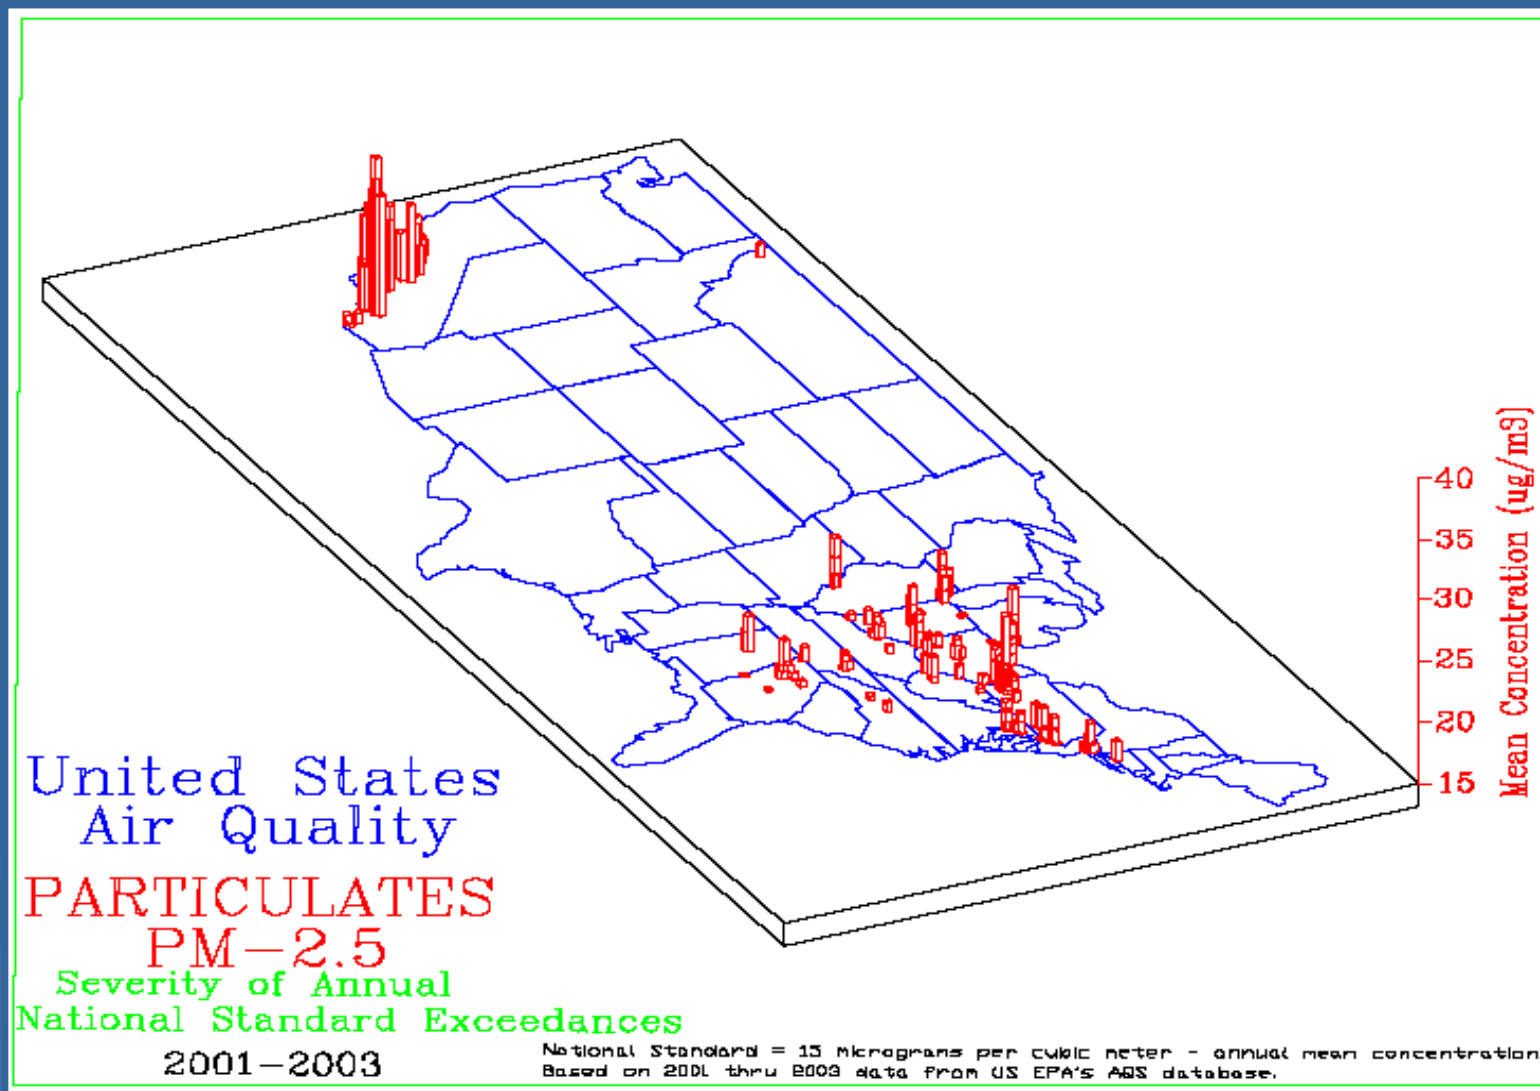 40
35
30
25
20
15
Mean Concentration (ug/m3)
United States
Air Quality
PARTICULATES
PM-2.5
Severity of Annual
National Standard Exceedances
2001-2003
National Standard = 15 micrograms per cubic meter - annual mean concentration
Based on 2001 thru 2003 data from US EPA's AQS database.